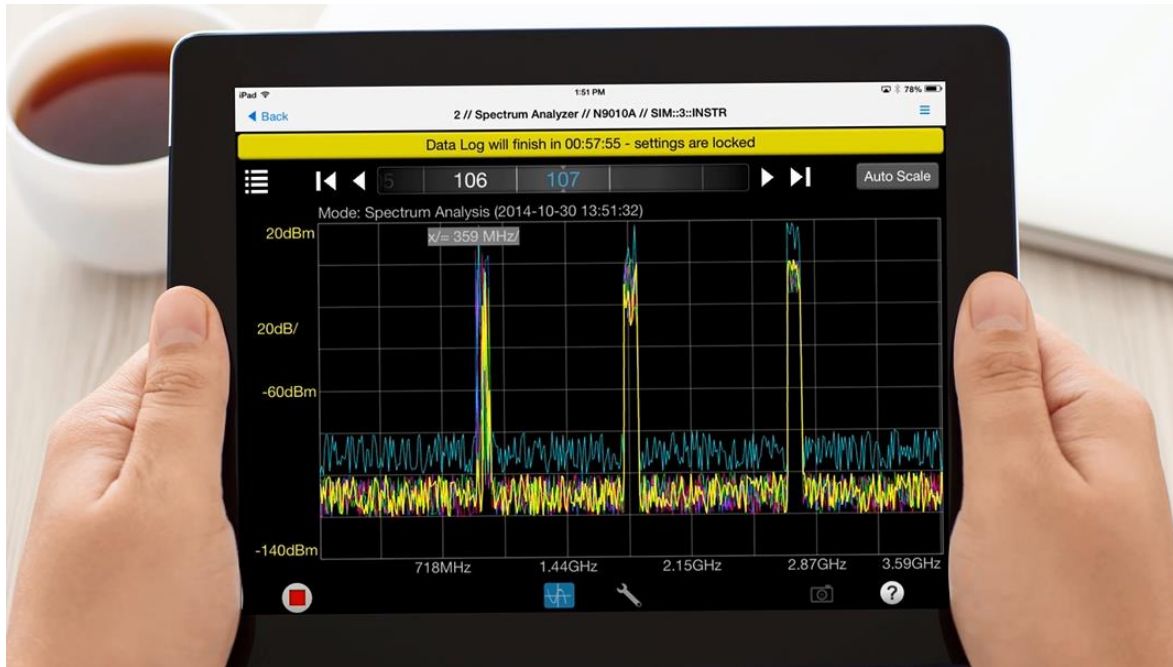 iPad
1:51 PM
78%
Back
2 // Spectrum Analyzer // N9010A // SIM::3::INSTR
Data Log will finish in 00:57:55 - settings are locked
106 107
Auto Scale
Mode: Spectrum Analysis (2014-10-30 13:51:32)
20dBm
x/= 359 MHz/
20dB/
-60dBm
-140dBm
718MHz 1.44GHz 2.15GHz 2.87GHz 3.59GHz
?